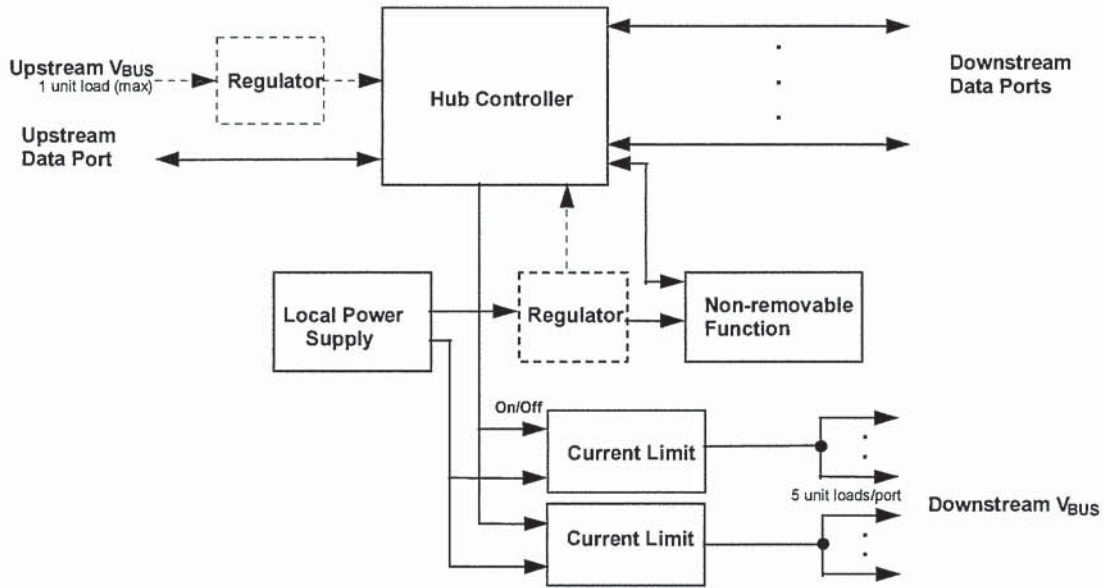 Upstream VBUS
1 unit load (max)
Regulator
Hub Controller
Downstream
Data Ports
Upstream
Data Port
Local Power
Supply
Regulator
Non-removable
Function
On/Off
Current Limit
5 unit loads/port
Downstream VBUS
Current Limit